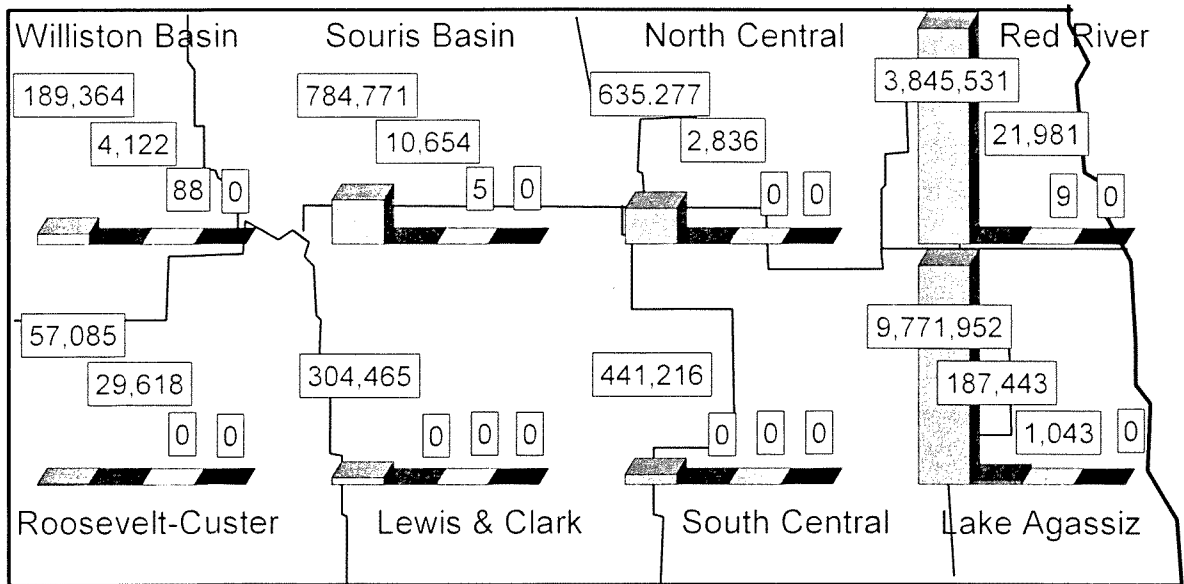 Williston Basin Souris Basin North Central Red River
189,364 784,771 635,277 3,845,531
4,122 10,654 2,836 21,981
88 0 5 0 0 0 9 0
57,085 304,465 441,216 9,771,952
29,618 187,443
0 0 0 0 0 0 0 0 1,043 0
Roosevelt-Custer Lewis & Clark South Central Lake Agassiz